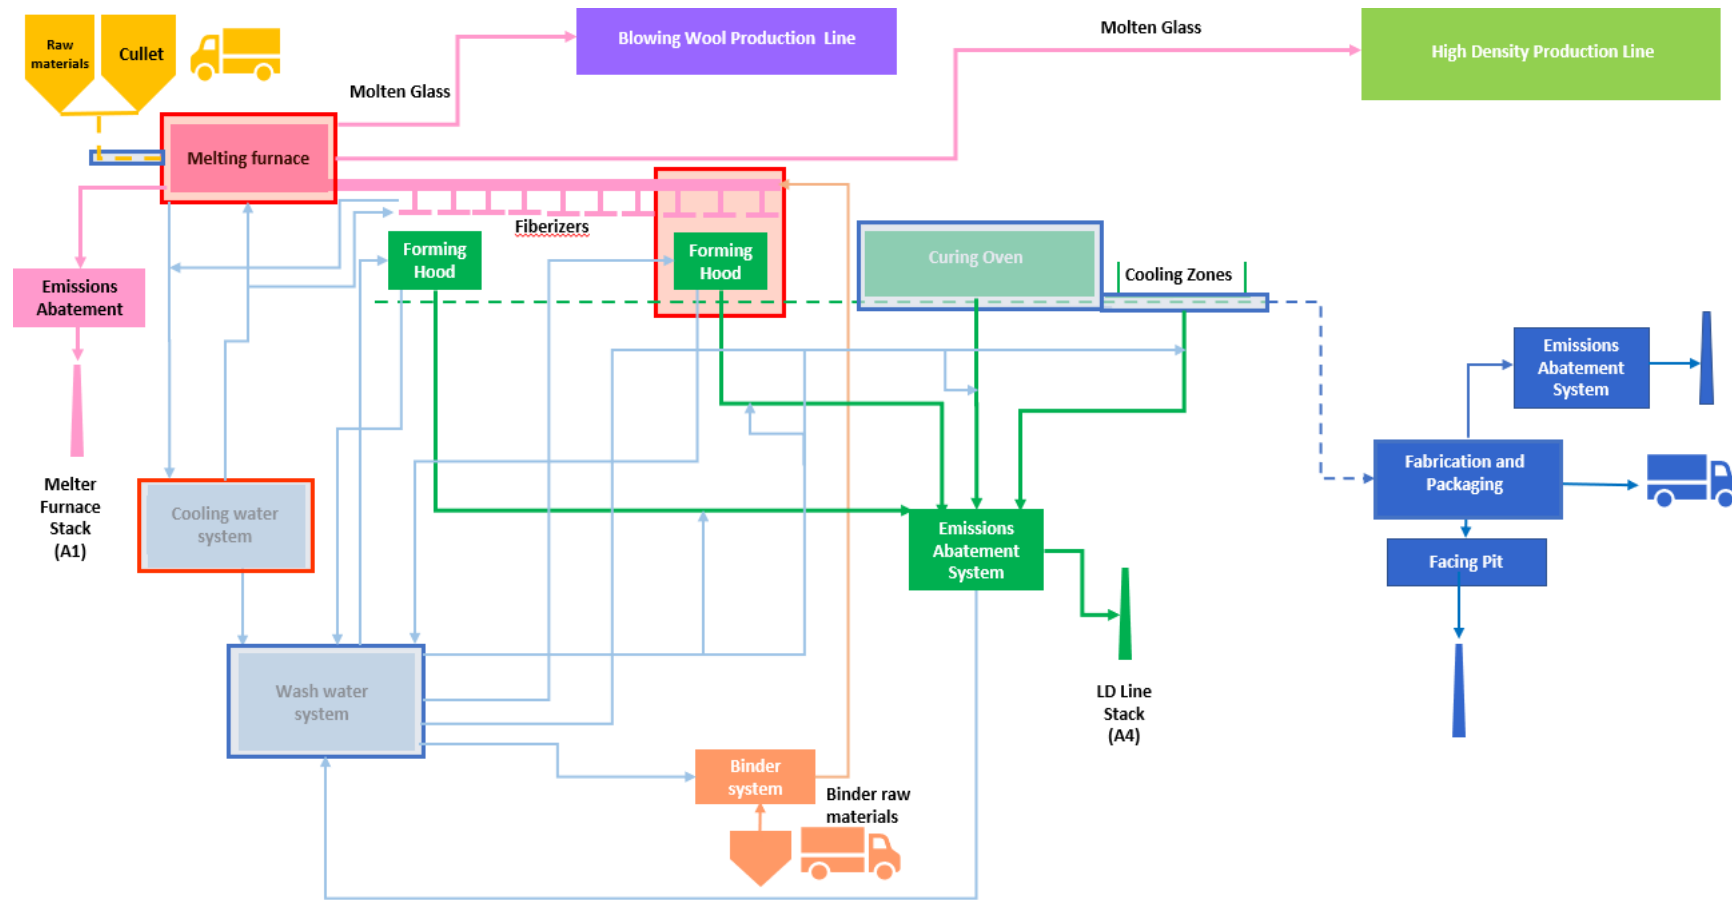 Raw
materials
Cullet
Blowing Wool Production  Line
Molten Glass
High Density Production Line
Molten Glass
Melting furnace
Fiberizers
Forming
Hood
Forming
Hood
Curing Oven
Cooling Zones
Emissions
Abatement
Emissions
Abatement
System
Melter
Furnace
Stack
(A1)
Cooling water
system
Fabrication and
Packaging
Emissions
Abatement
System
Facing Pit
Wash water
system
LD Line
Stack
(A4)
Binder
system
Binder raw
materials